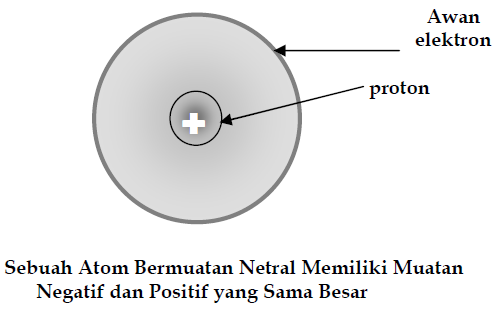 Awan
elektron
proton
Sebuah Atom Bermuatan Netral Memiliki Muatan
Negatif dan Positif yang Sama Besar